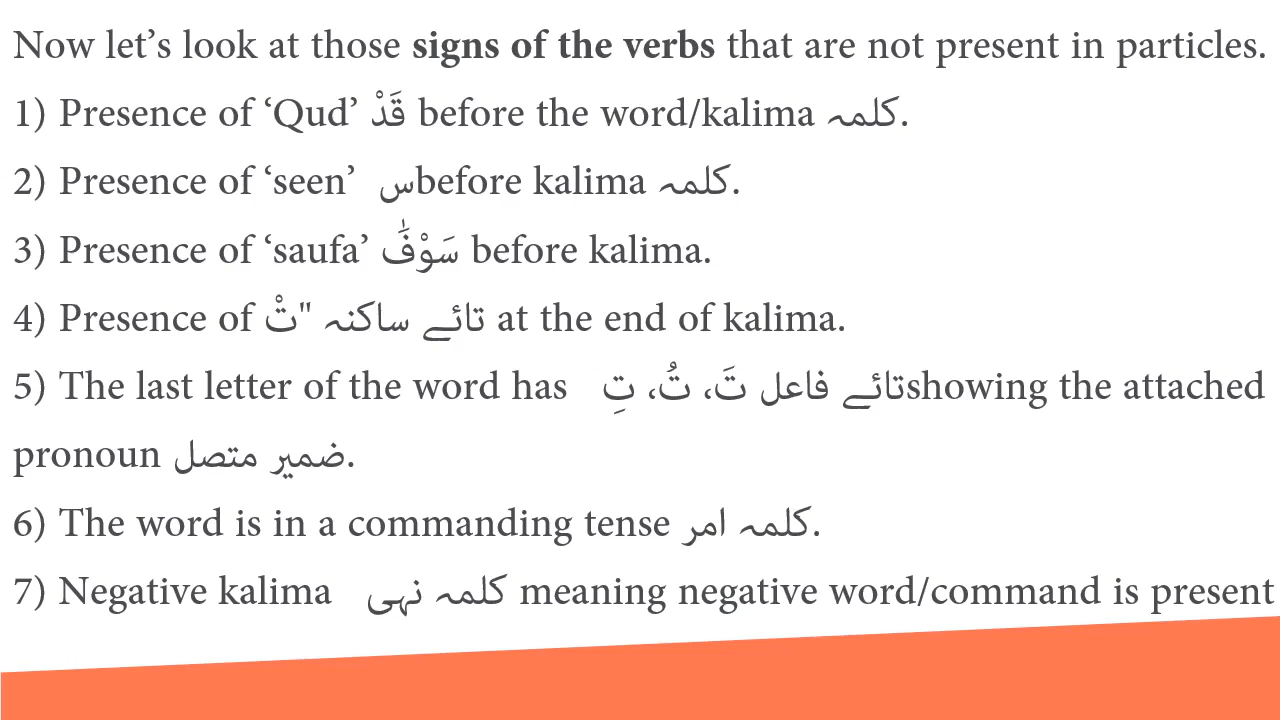 Now let’s look at those signs of the verbs that are not present in particles.
1) Presence of ‘Qud’ قَدْ before the word/kalima کلمہ.
2) Presence of ‘seen’ س before kalima کلمہ.
3) Presence of ‘saufa’ سَوْفََ before kalima.
4) Presence of تائے ساکنہ "تْ at the end of kalima.
5) The last letter of the word has تائے فاعل تَ، تُ، تِ showing the attached
pronoun ضمیر متصل.
6) The word is in a commanding tense کلمہ امر.
7) Negative kalima کلمہ نہی meaning negative word/command is present